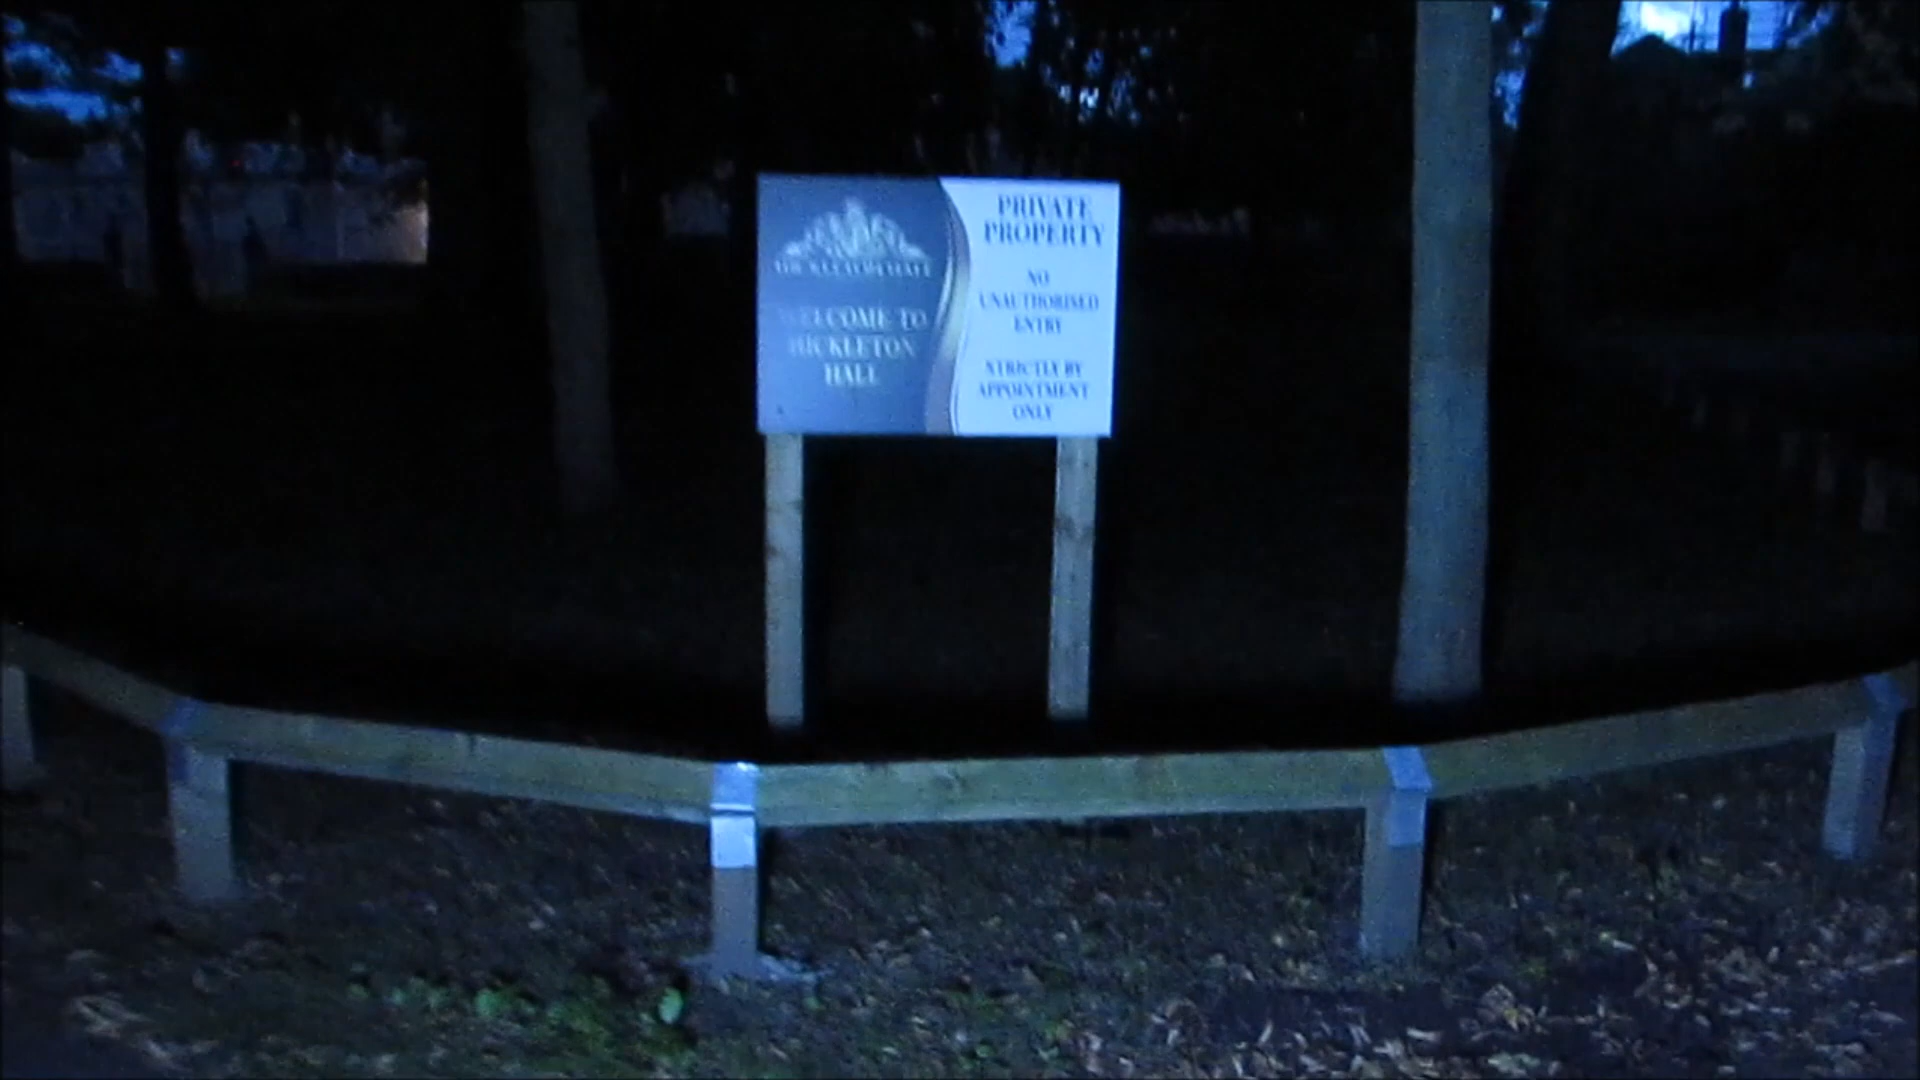 WELCOME TO
HICKLETON
HALL
PRIVATE
PROPERTY
NO
UNAUTHORISED
ENTRY
STRICTLY BY
APPOINTMENT
ONLY